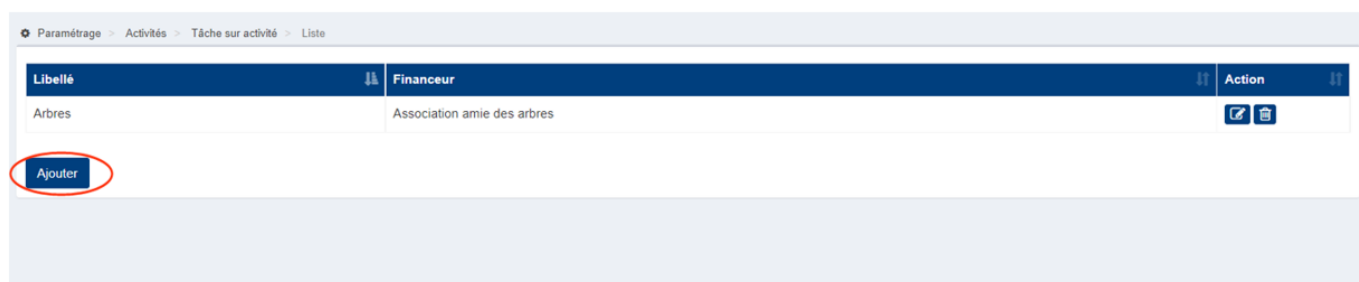 Paramétrage > Activités > Tâche sur activité > Liste
Libellé Financeur Action
Arbres Association amie des arbres
Ajouter